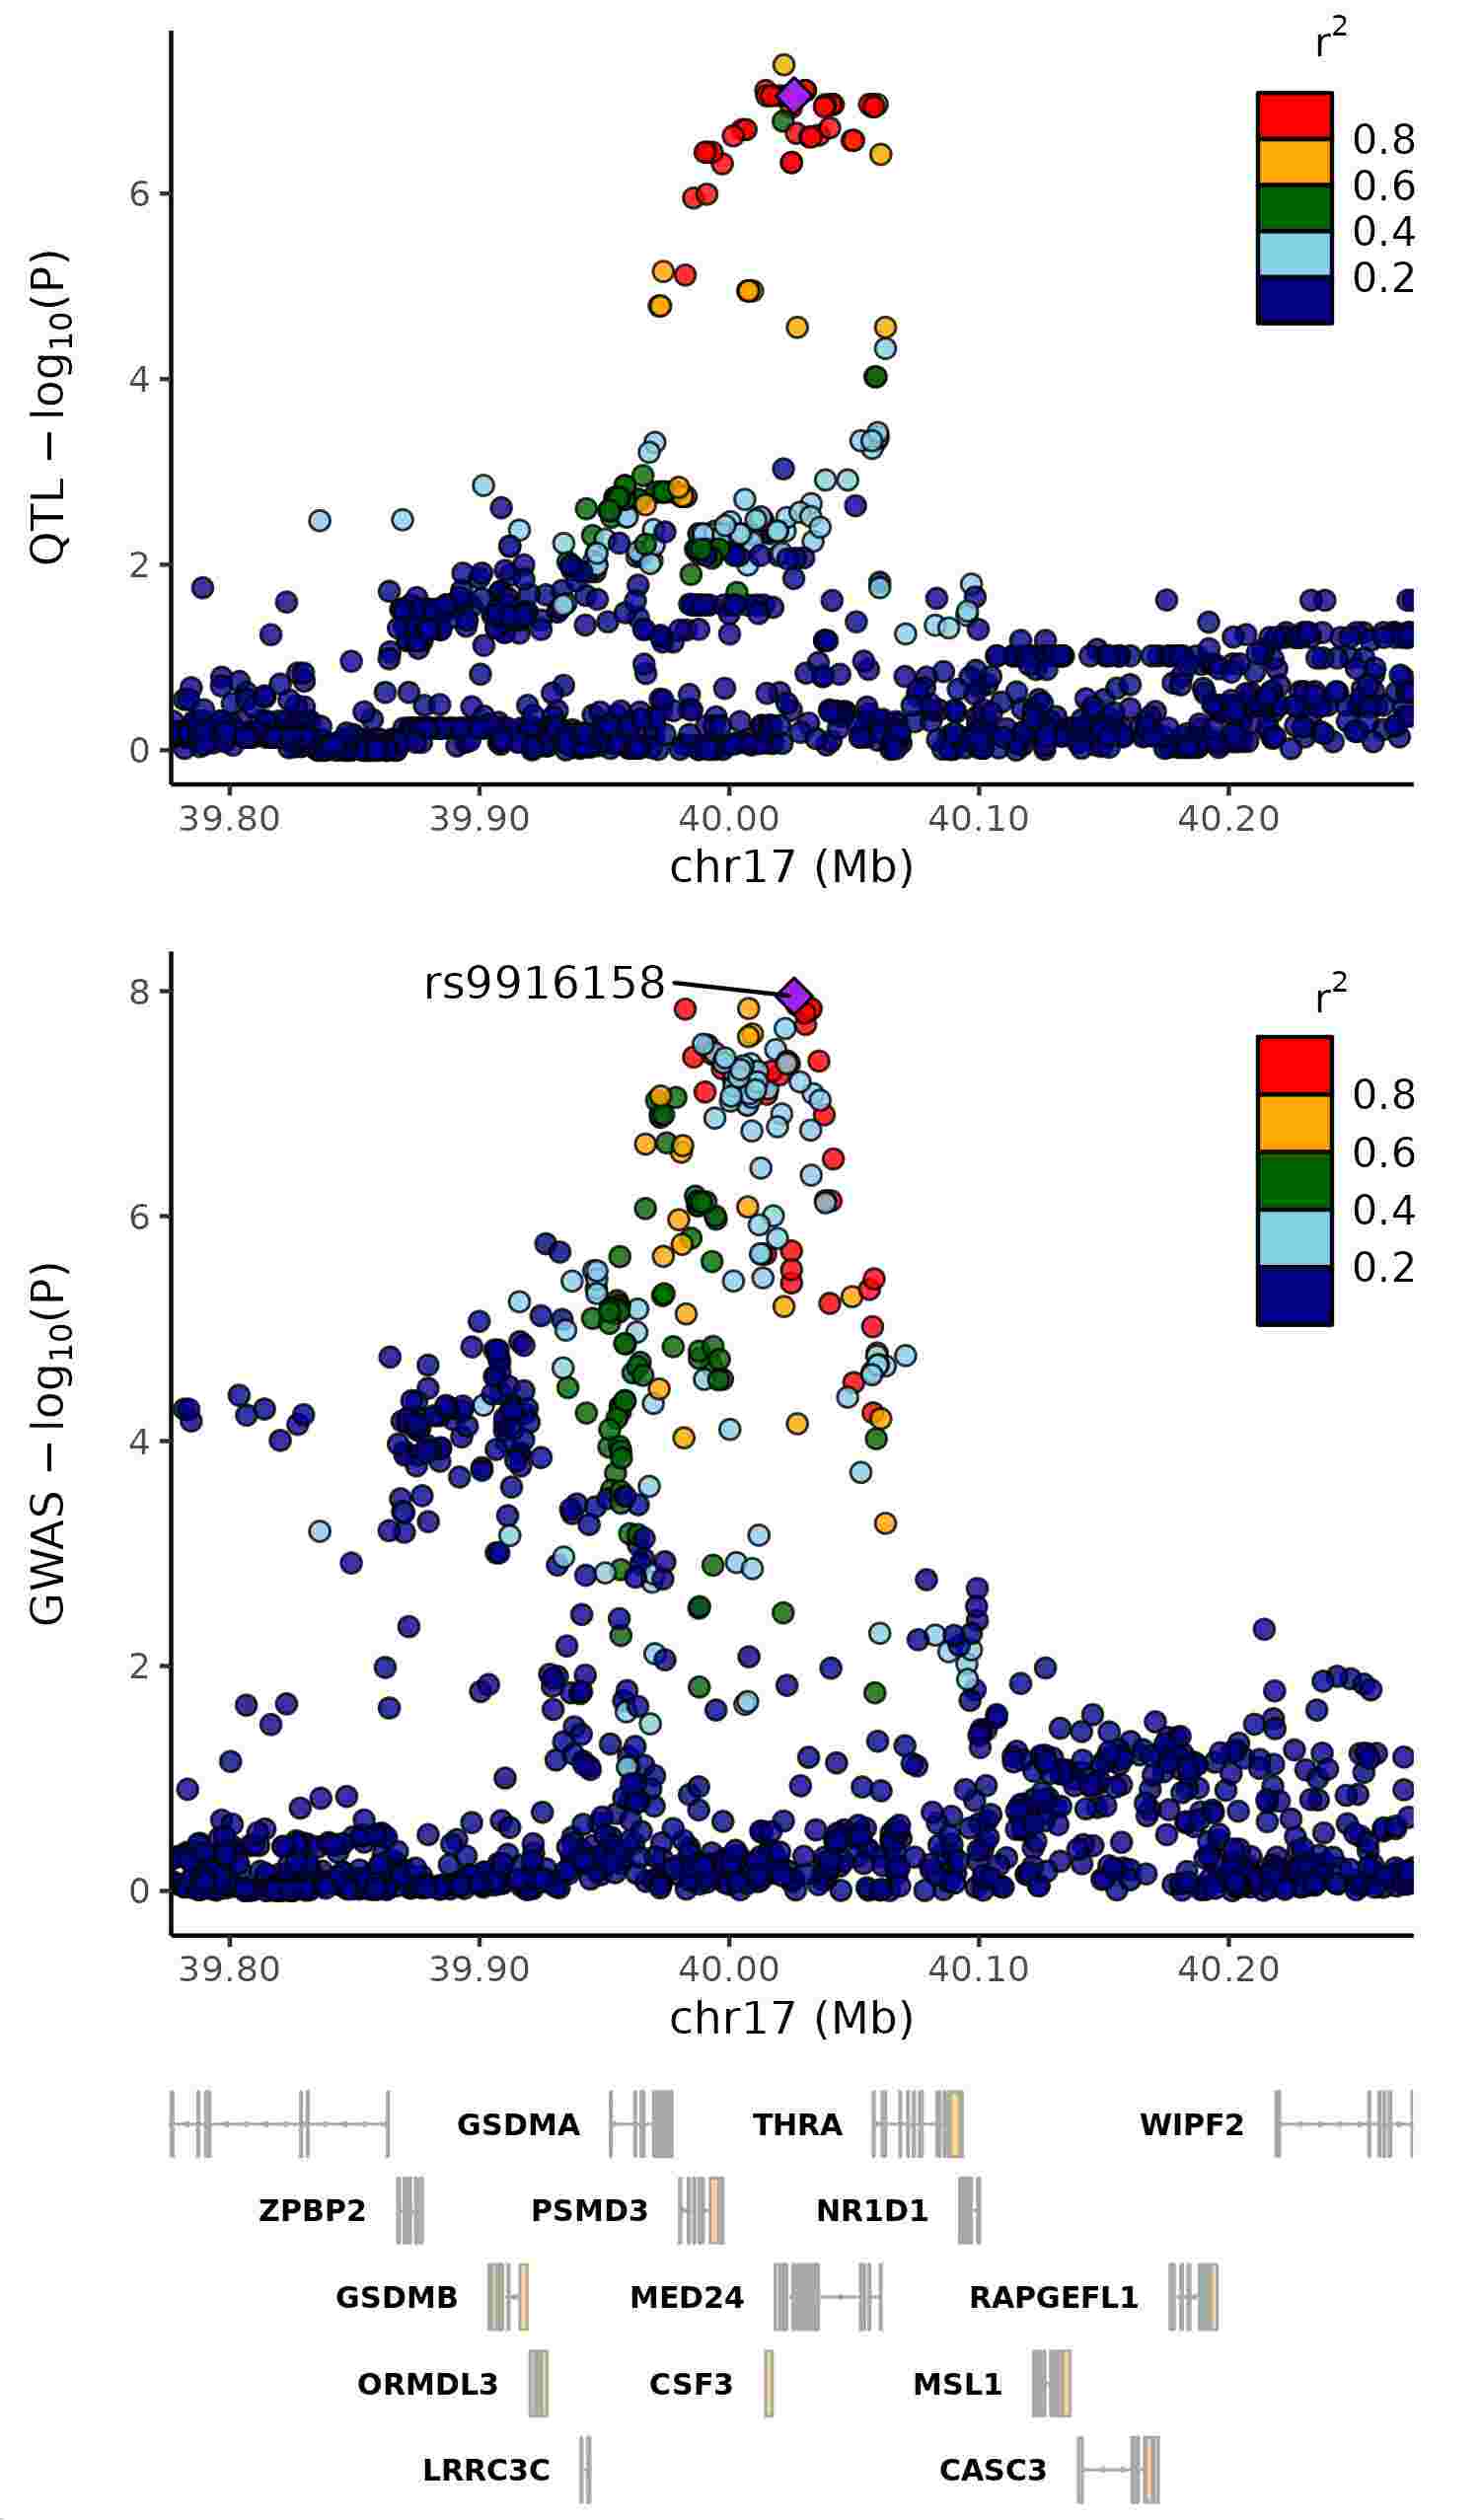 r2
0.8
0.6
0.4
0.2
QTL −log10(P)
6
4
2
0
39.80 39.90 40.00 40.10 40.20
chr17 (Mb)
rs9916158
r2
0.8
0.6
0.4
0.2
GWAS −log10(P)
8
6
4
2
0
39.80 39.90 40.00 40.10 40.20
chr17 (Mb)
GSDMA THRA WIPF2
ZPBP2 PSMD3 NR1D1
GSDMB MED24 RAPGEFL1
ORMDL3 CSF3 MSL1
LRRC3C CASC3